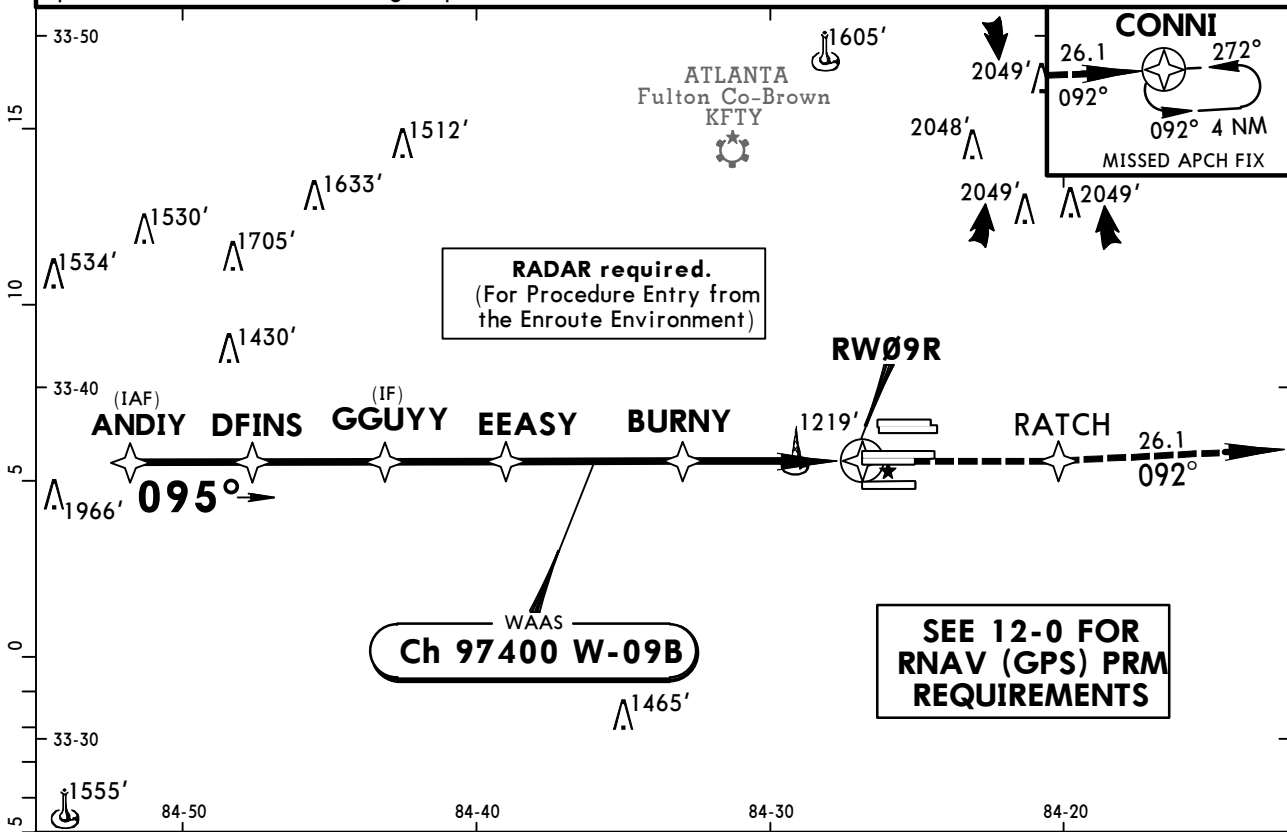 33-50
1605'
CONNI
26.1
272°
092°
092° 4 NM
MISSED APCH FIX
2049'
ATLANTA
Fulton Co-Brown
KFTY
15
1512'
2048'
1633'
2049'
2049'
1530'
1705'
1534'
RADAR required.
(For Procedure Entry from
the Enroute Environment)
10
1430'
RWØ9R
33-40
(IAF)
ANDIY
DFINS
(IF)
GGUYY
EEASY
BURNY
1219'
RATCH
26.1
092°
5
095°
1966'
WAAS
Ch 97400 W-09B
SEE 12-0 FOR
RNAV (GPS) PRM
REQUIREMENTS
0
1465'
33-30
1555'
5
84-50
84-40
84-30
84-20